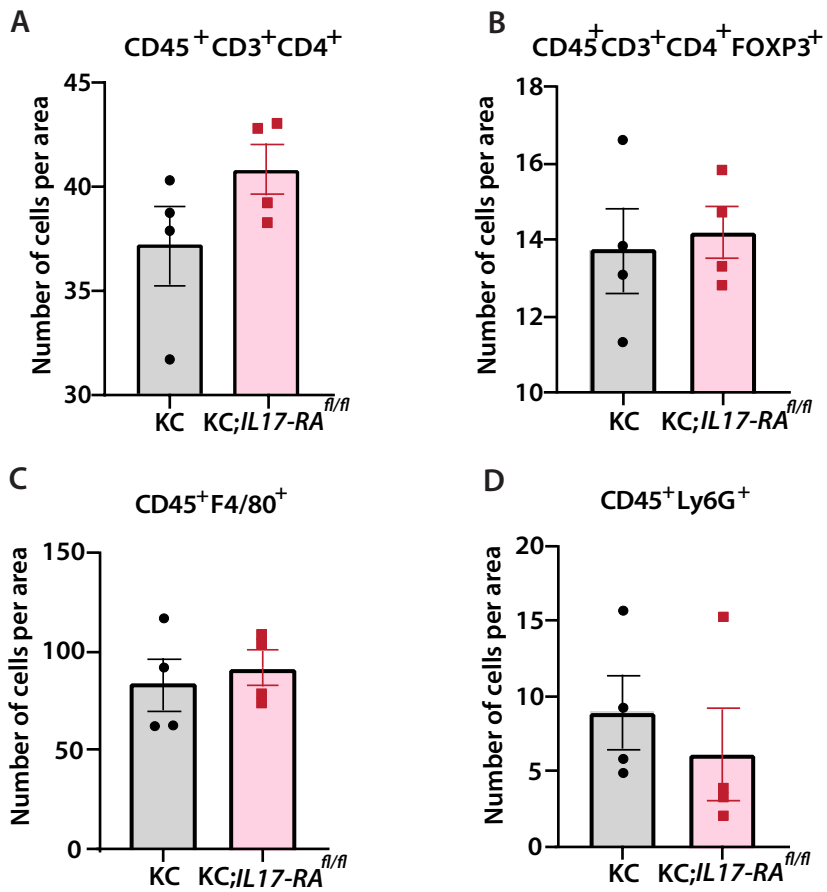 A
CD45⁺CD3⁺CD4⁺
Number of cells per area
45
40
35
30
KC KC;IL17-RA^fl/fl
B
CD45⁺CD3⁺CD4⁺FOXP3⁺
Number of cells per area
18
16
14
12
10
KC KC;IL17-RA^fl/fl
C
CD45⁺F4/80⁺
Number of cells per area
150
100
50
0
KC KC;IL17-RA^fl/fl
D
CD45⁺Ly6G⁺
Number of cells per area
20
15
10
5
0
KC KC;IL17-RA^fl/fl